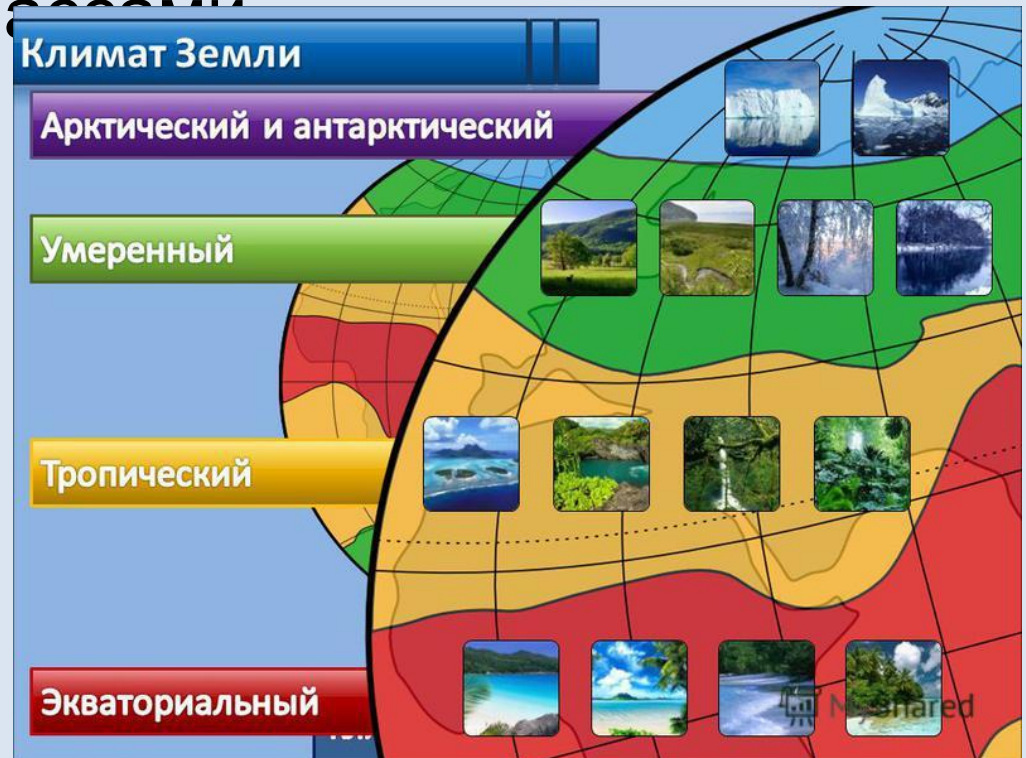 Климат Земли
Арктический и антарктический
Умеренный
Тропический
Экваториальный
MyShared